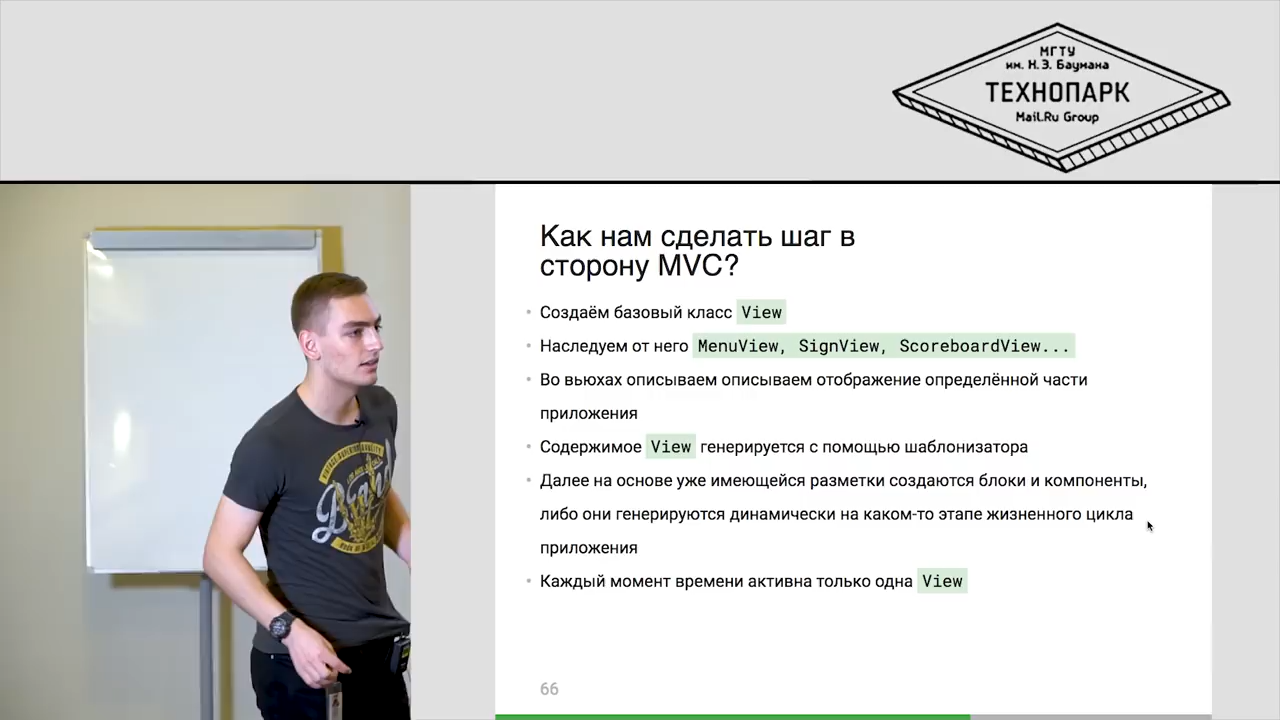 МГТУ
им. Н.Э. Баумана
ТЕХНОПАРК
Mail.Ru Group
Как нам сделать шаг в
сторону MVC?
Создаём базовый класс View
Наследуем от него MenuView, SignView, ScoreboardView...
Во вьюхах описываем описываем отображение определённой части
приложения
Содержимое View генерируется с помощью шаблонизатора
Далее на основе уже имеющейся разметки создаются блоки и компоненты,
либо они генерируются динамически на каком-то этапе жизненного цикла
приложения
Каждый момент времени активна только одна View
66